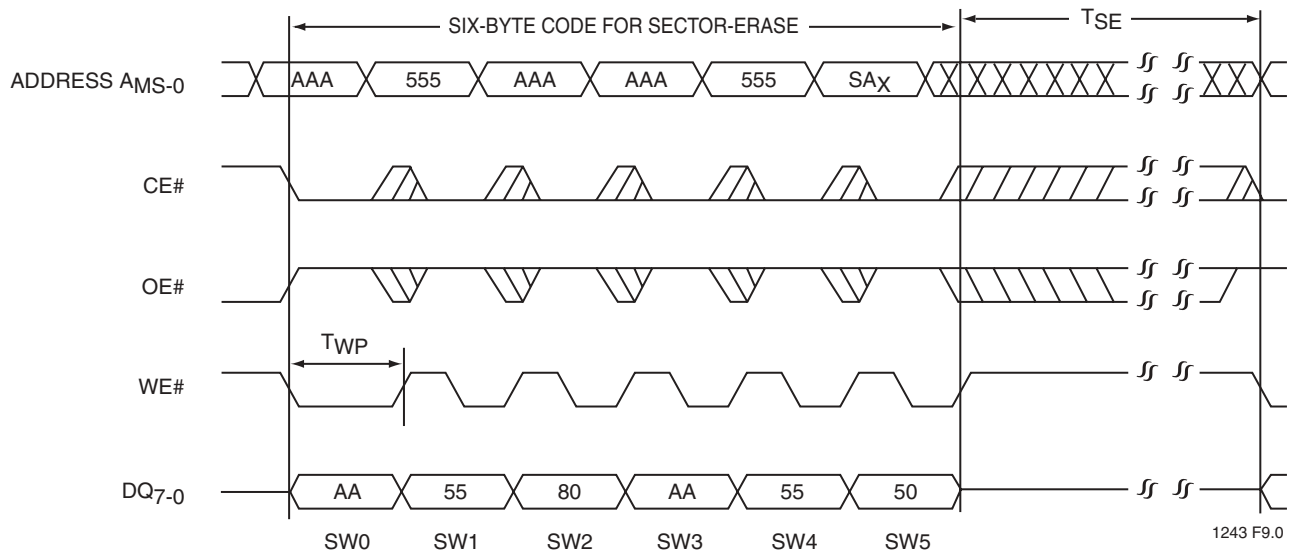 SIX-BYTE CODE FOR SECTOR-ERASE TSE
ADDRESS AMS-0 AAA 555 AAA AAA 555 SAX
CE#
OE#
TWP
WE#
DQ7-0 AA 55 80 AA 55 50
SW0 SW1 SW2 SW3 SW4 SW5 1243 F9.0